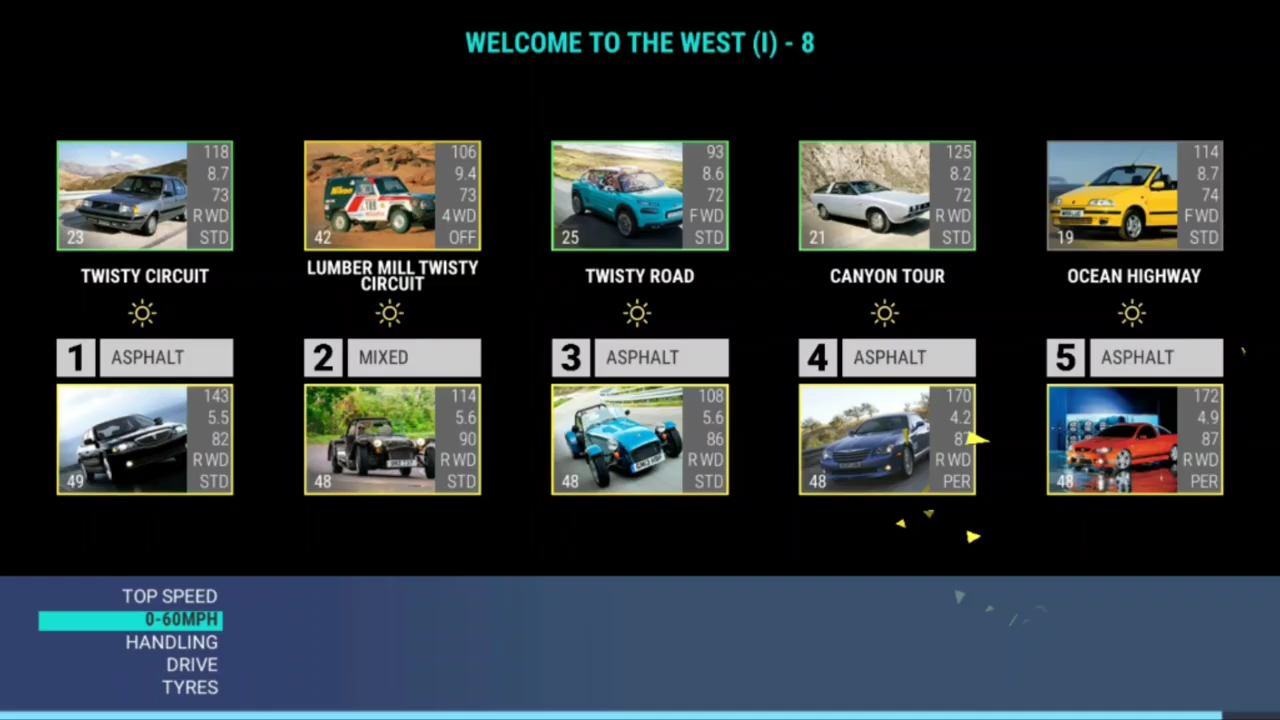 WELCOME TO THE WEST (I) - 8
118
8.7
73
RWD
23 STD
106
9.4
73
4WD
42 OFF
93
8.6
72
FWD
25 STD
125
8.2
72
RWD
21 STD
114
8.7
74
FWD
19 STD
TWISTY CIRCUIT
LUMBER MILL TWISTY
CIRCUIT
TWISTY ROAD
CANYON TOUR
OCEAN HIGHWAY
1 ASPHALT
2 MIXED
3 ASPHALT
4 ASPHALT
5 ASPHALT
143
5.5
82
RWD
49 STD
114
5.6
90
RWD
48 STD
108
5.6
86
RWD
48 STD
170
4.2
87
RWD
48 PER
172
4.9
87
RWD
48 PER
TOP SPEED
0-60MPH
HANDLING
DRIVE
TYRES